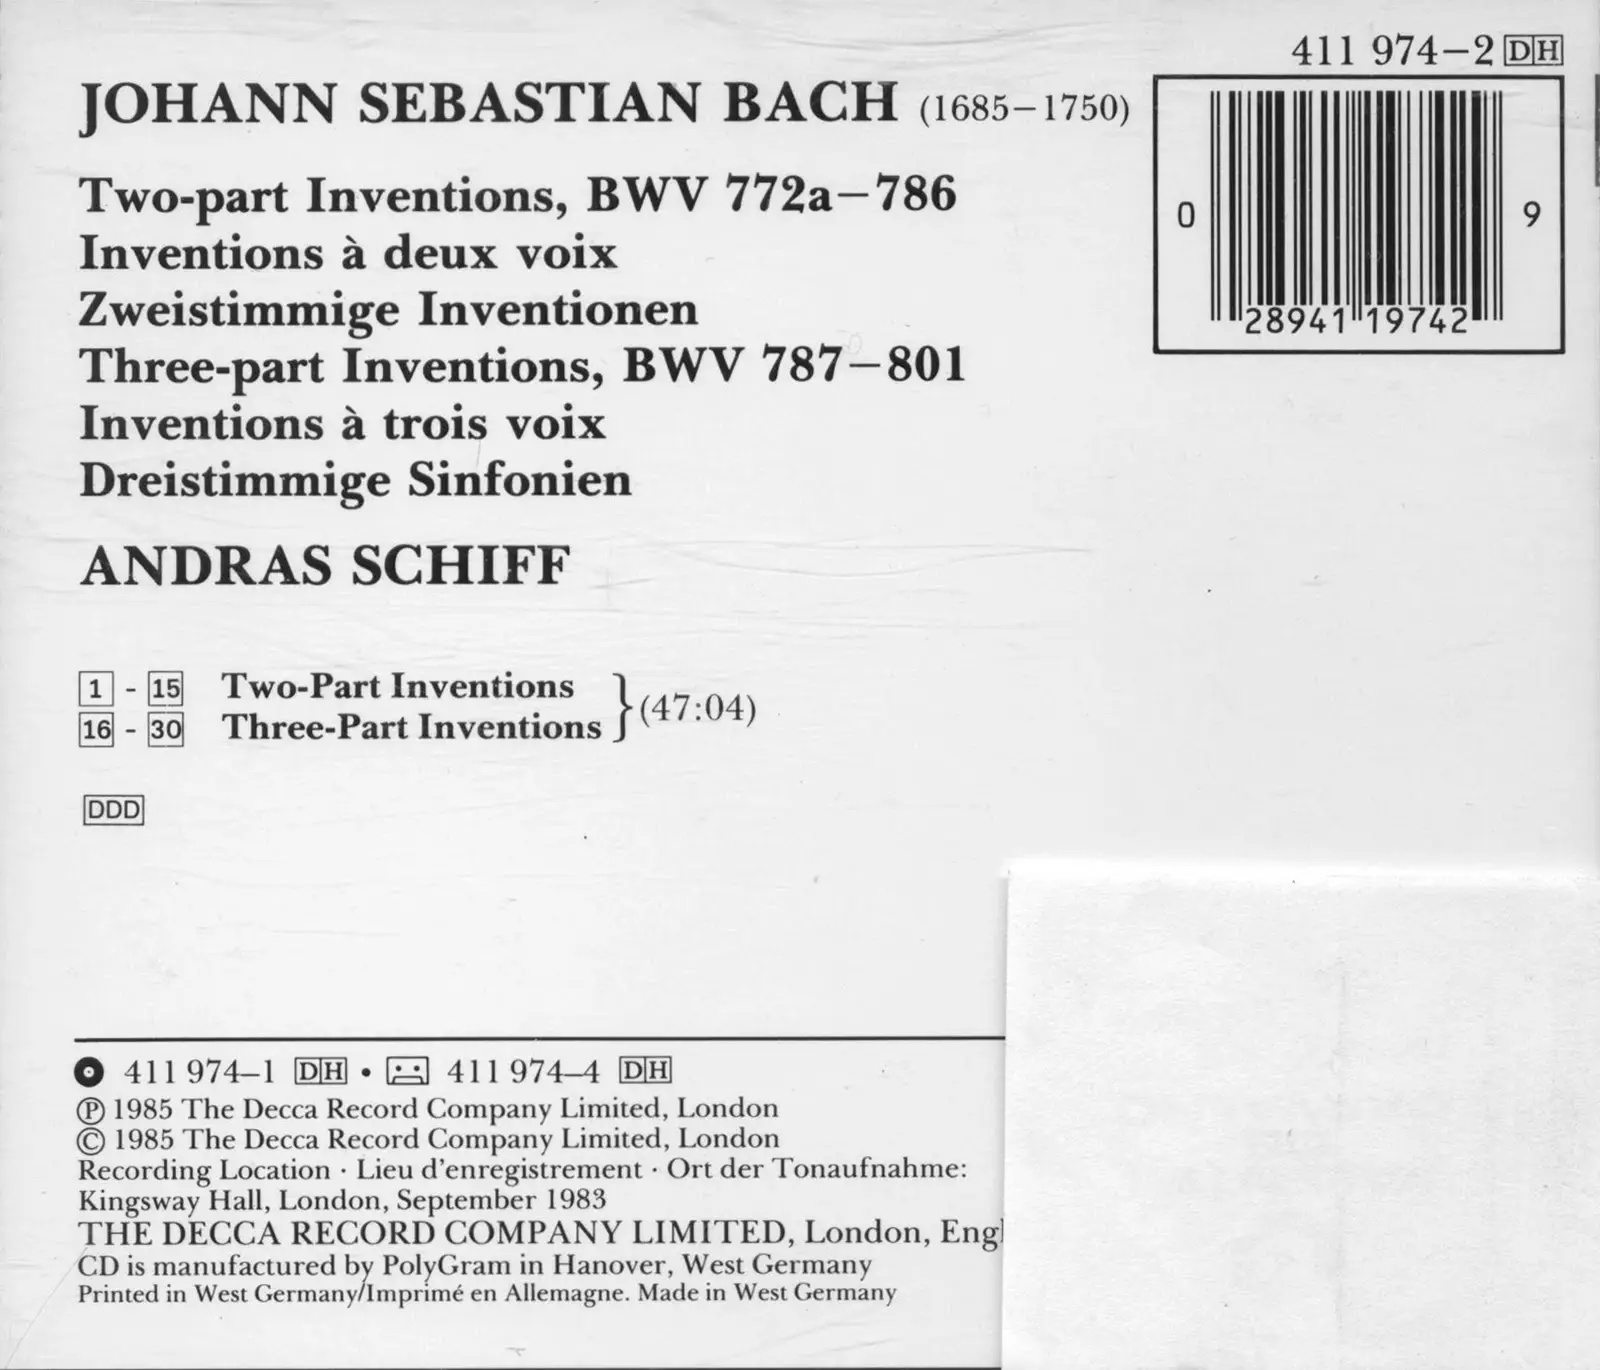 411 974–2 DH
JOHANN SEBASTIAN BACH (1685–1750)
Two-part Inventions, BWV 772a–786
Inventions à deux voix
Zweistimmige Inventionen
Three-part Inventions, BWV 787–801
Inventions à trois voix
Dreistimmige Sinfonien
0 28941 19742 9
ANDRAS SCHIFF
1 - 15 Two-Part Inventions
16 - 30 Three-Part Inventions
(47:04)
DDD
411 974–1 DH • 411 974–4 DH
Ⓟ 1985 The Decca Record Company Limited, London
© 1985 The Decca Record Company Limited, London
Recording Location · Lieu d'enregistrement · Ort der Tonaufnahme:
Kingsway Hall, London, September 1983
THE DECCA RECORD COMPANY LIMITED, London,
CD is manufactured by PolyGram in Hanover, West Germany
Printed in West Germany/Imprimé en Allemagne. Made in West Germany